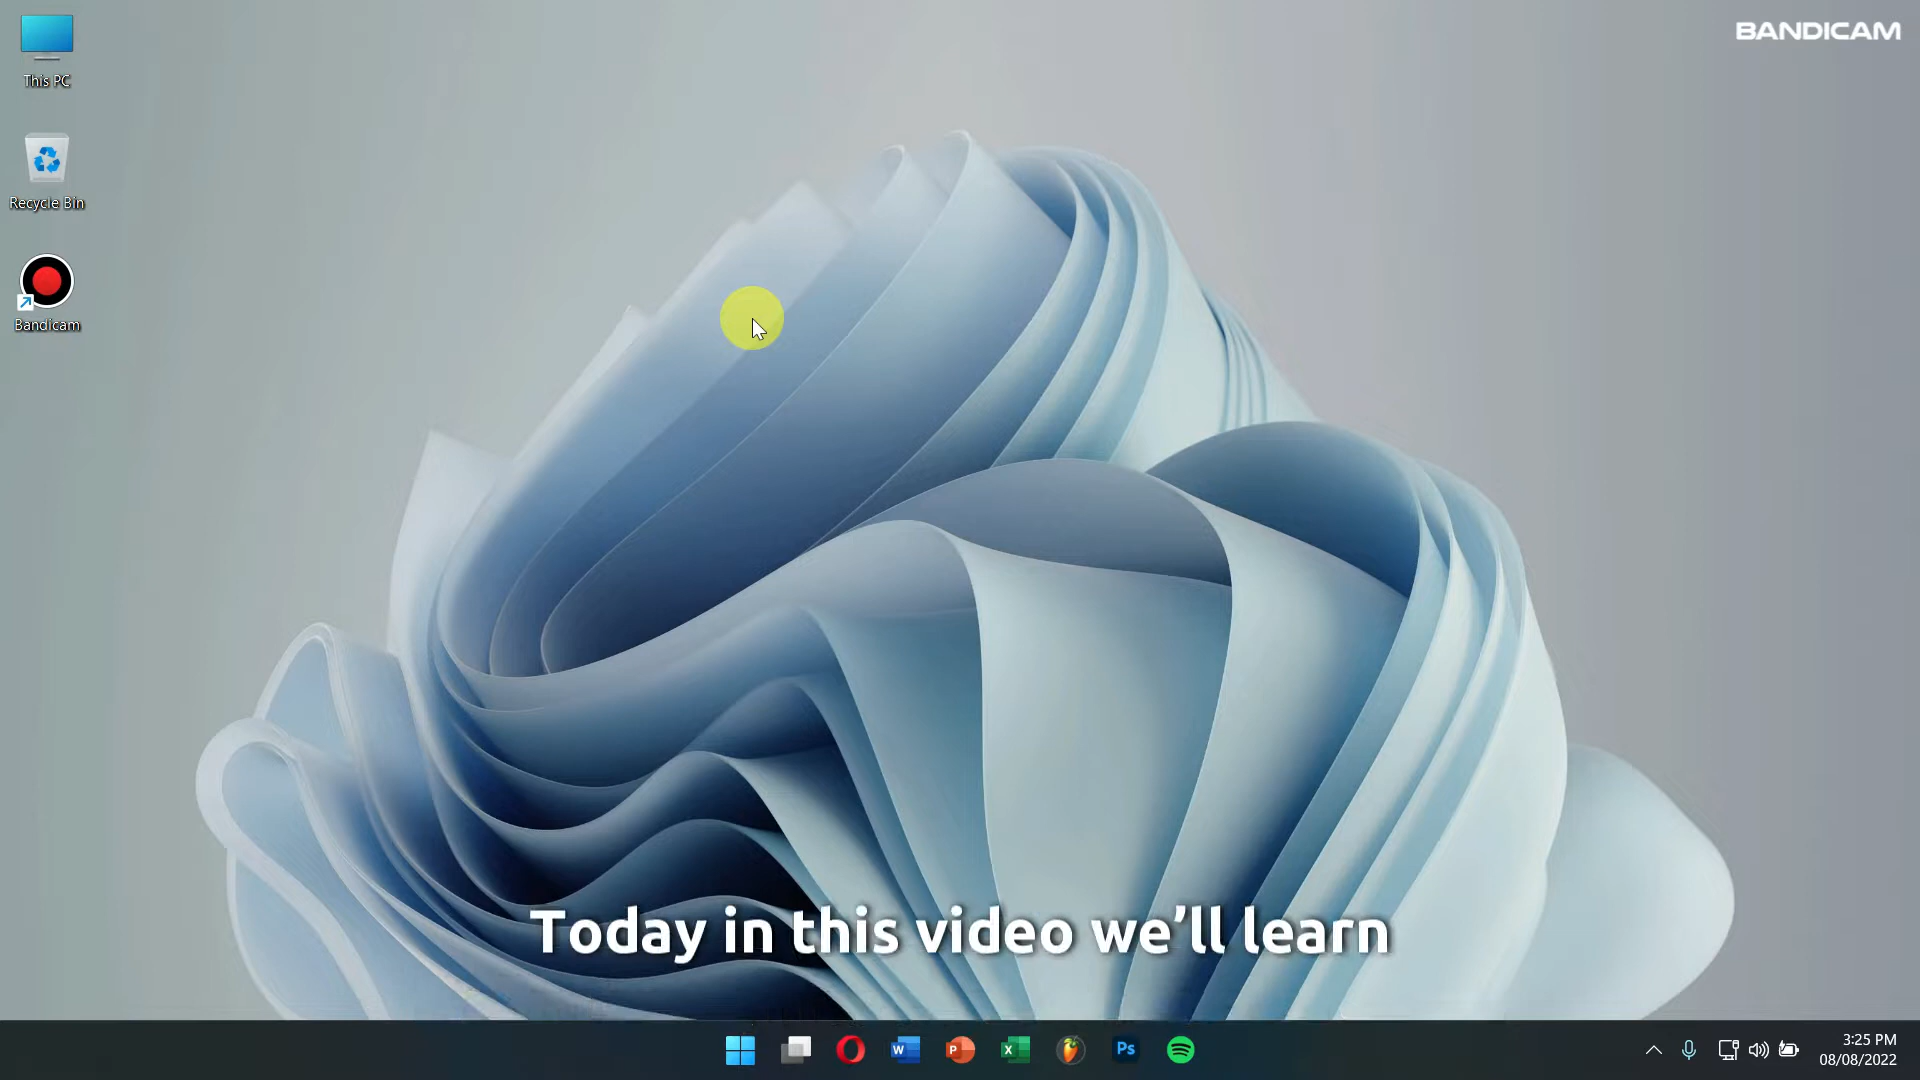 BANDICAM
This PC
Recycle Bin
Bandicam
Today in this video we’ll learn
W
P
X
Ps
3:25 PM
08/08/2022